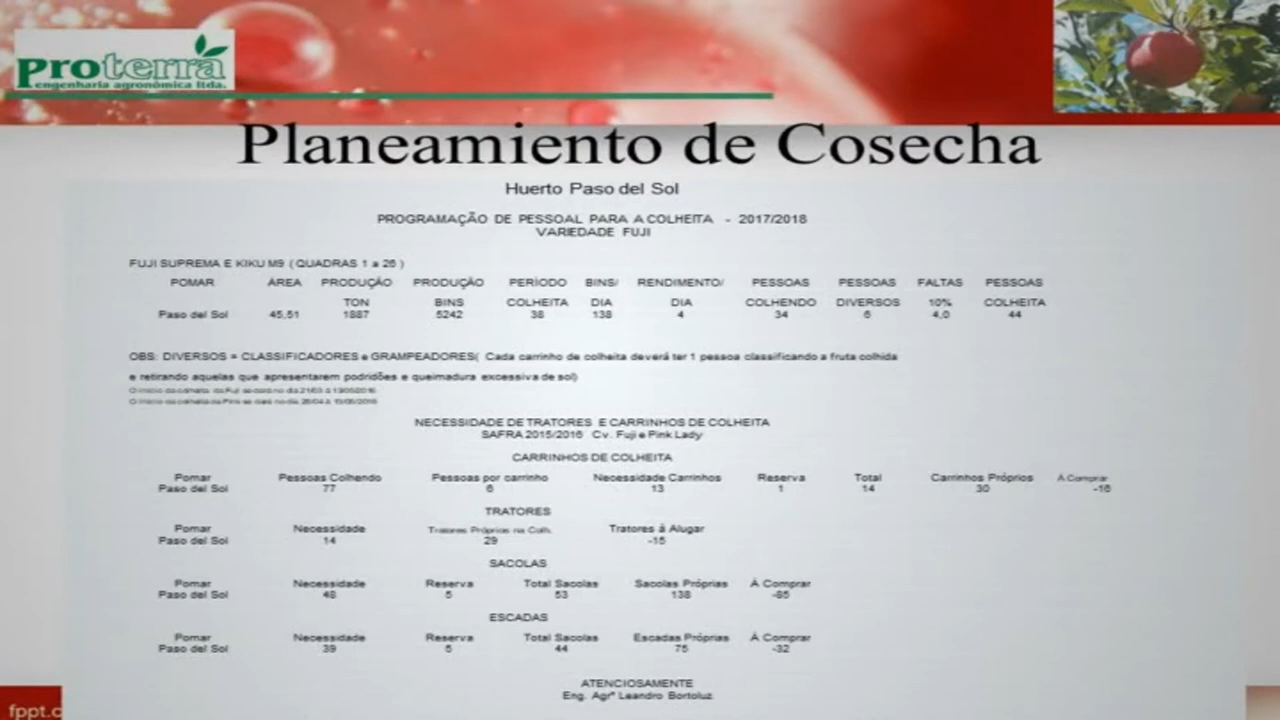 proterra
engenharia agronômica ltda.
Planeamiento de Cosecha
Huerto Paso del Sol
PROGRAMAÇÃO DE PESSOAL PARA A COLHEITA - 2017/2018
VARIEDADE FUJI
FUJI SUPREMA E KIKU M9 ( QUADRAS 1 a 26 )
POMAR ÁREA PRODUÇÃO PRODUÇÃO PERÍODO BINS/ RENDIMENTO/ PESSOAS PESSOAS FALTAS PESSOAS
TON BINS COLHEITA DIA DIA COLHENDO DIVERSOS 10% COLHEITA
Paso del Sol 45,51 1887 5242 38 138 4 34 6 4,0 44
OBS: DIVERSOS = CLASSIFICADORES e GRAMPEADORES( Cada carrinho de colheita deverá ter 1 pessoa classificando a fruta colhida
e retirando aquelas que apresentarem podridões e queimadura excessiva de sol)
NECESSIDADE DE TRATORES E CARRINHOS DE COLHEITA
SAFRA 2015/2016 Cv. Fuji e Pink Lady
CARRINHOS DE COLHEITA
Pomar Pessoas Colhendo Pessoas por carrinho Necessidade Carrinhos Reserva Total Carrinhos Próprios Á Comprar
Paso del Sol 77 6 13 1 14 30 -16
TRATORES
Pomar Necessidade Tratores Próprios na Colh. Tratores á Alugar
Paso del Sol 14 29 -15
SACOLAS
Pomar Necessidade Reserva Total Sacolas Sacolas Próprias Á Comprar
Paso del Sol 48 5 53 138 -85
ESCADAS
Pomar Necessidade Reserva Total Sacolas Escadas Próprias Á Comprar
Paso del Sol 39 5 44 75 -32
ATENCIOSAMENTE
Eng. Agrº Leandro Bortoluz
fppt.c